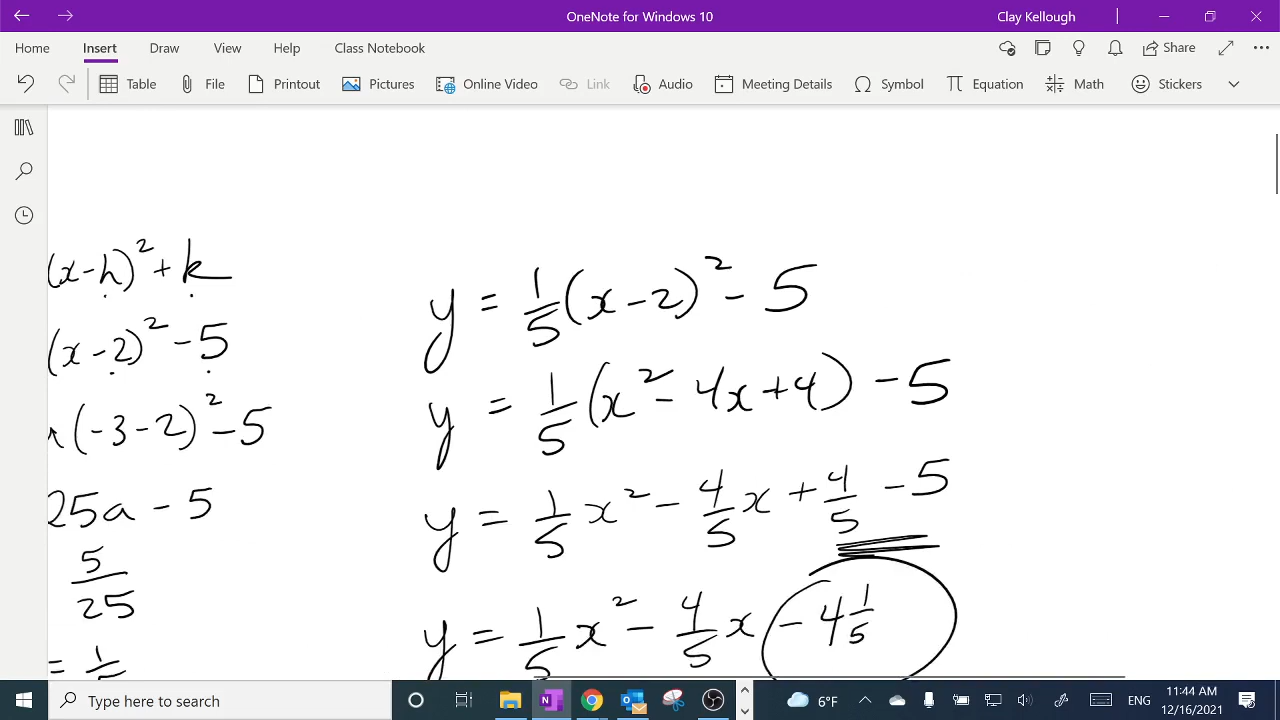 OneNote for Windows 10
Clay Kellough
Home Insert Draw View Help Class Notebook Share
Table File Printout Pictures Online Video Link Audio Meeting Details Symbol Equation Math Stickers
(x-h)² + k
(x-2)² - 5
(-3-2)² - 5
25a - 5
5
25
= 1/5
y = 1/5(x-2)² - 5
y = 1/5(x² - 4x + 4) - 5
y = 1/5x² - 4/5x + 4/5 - 5
y = 1/5x² - 4/5x - 4 1/5
Type here to search
6°F
ENG
11:44 AM
12/16/2021